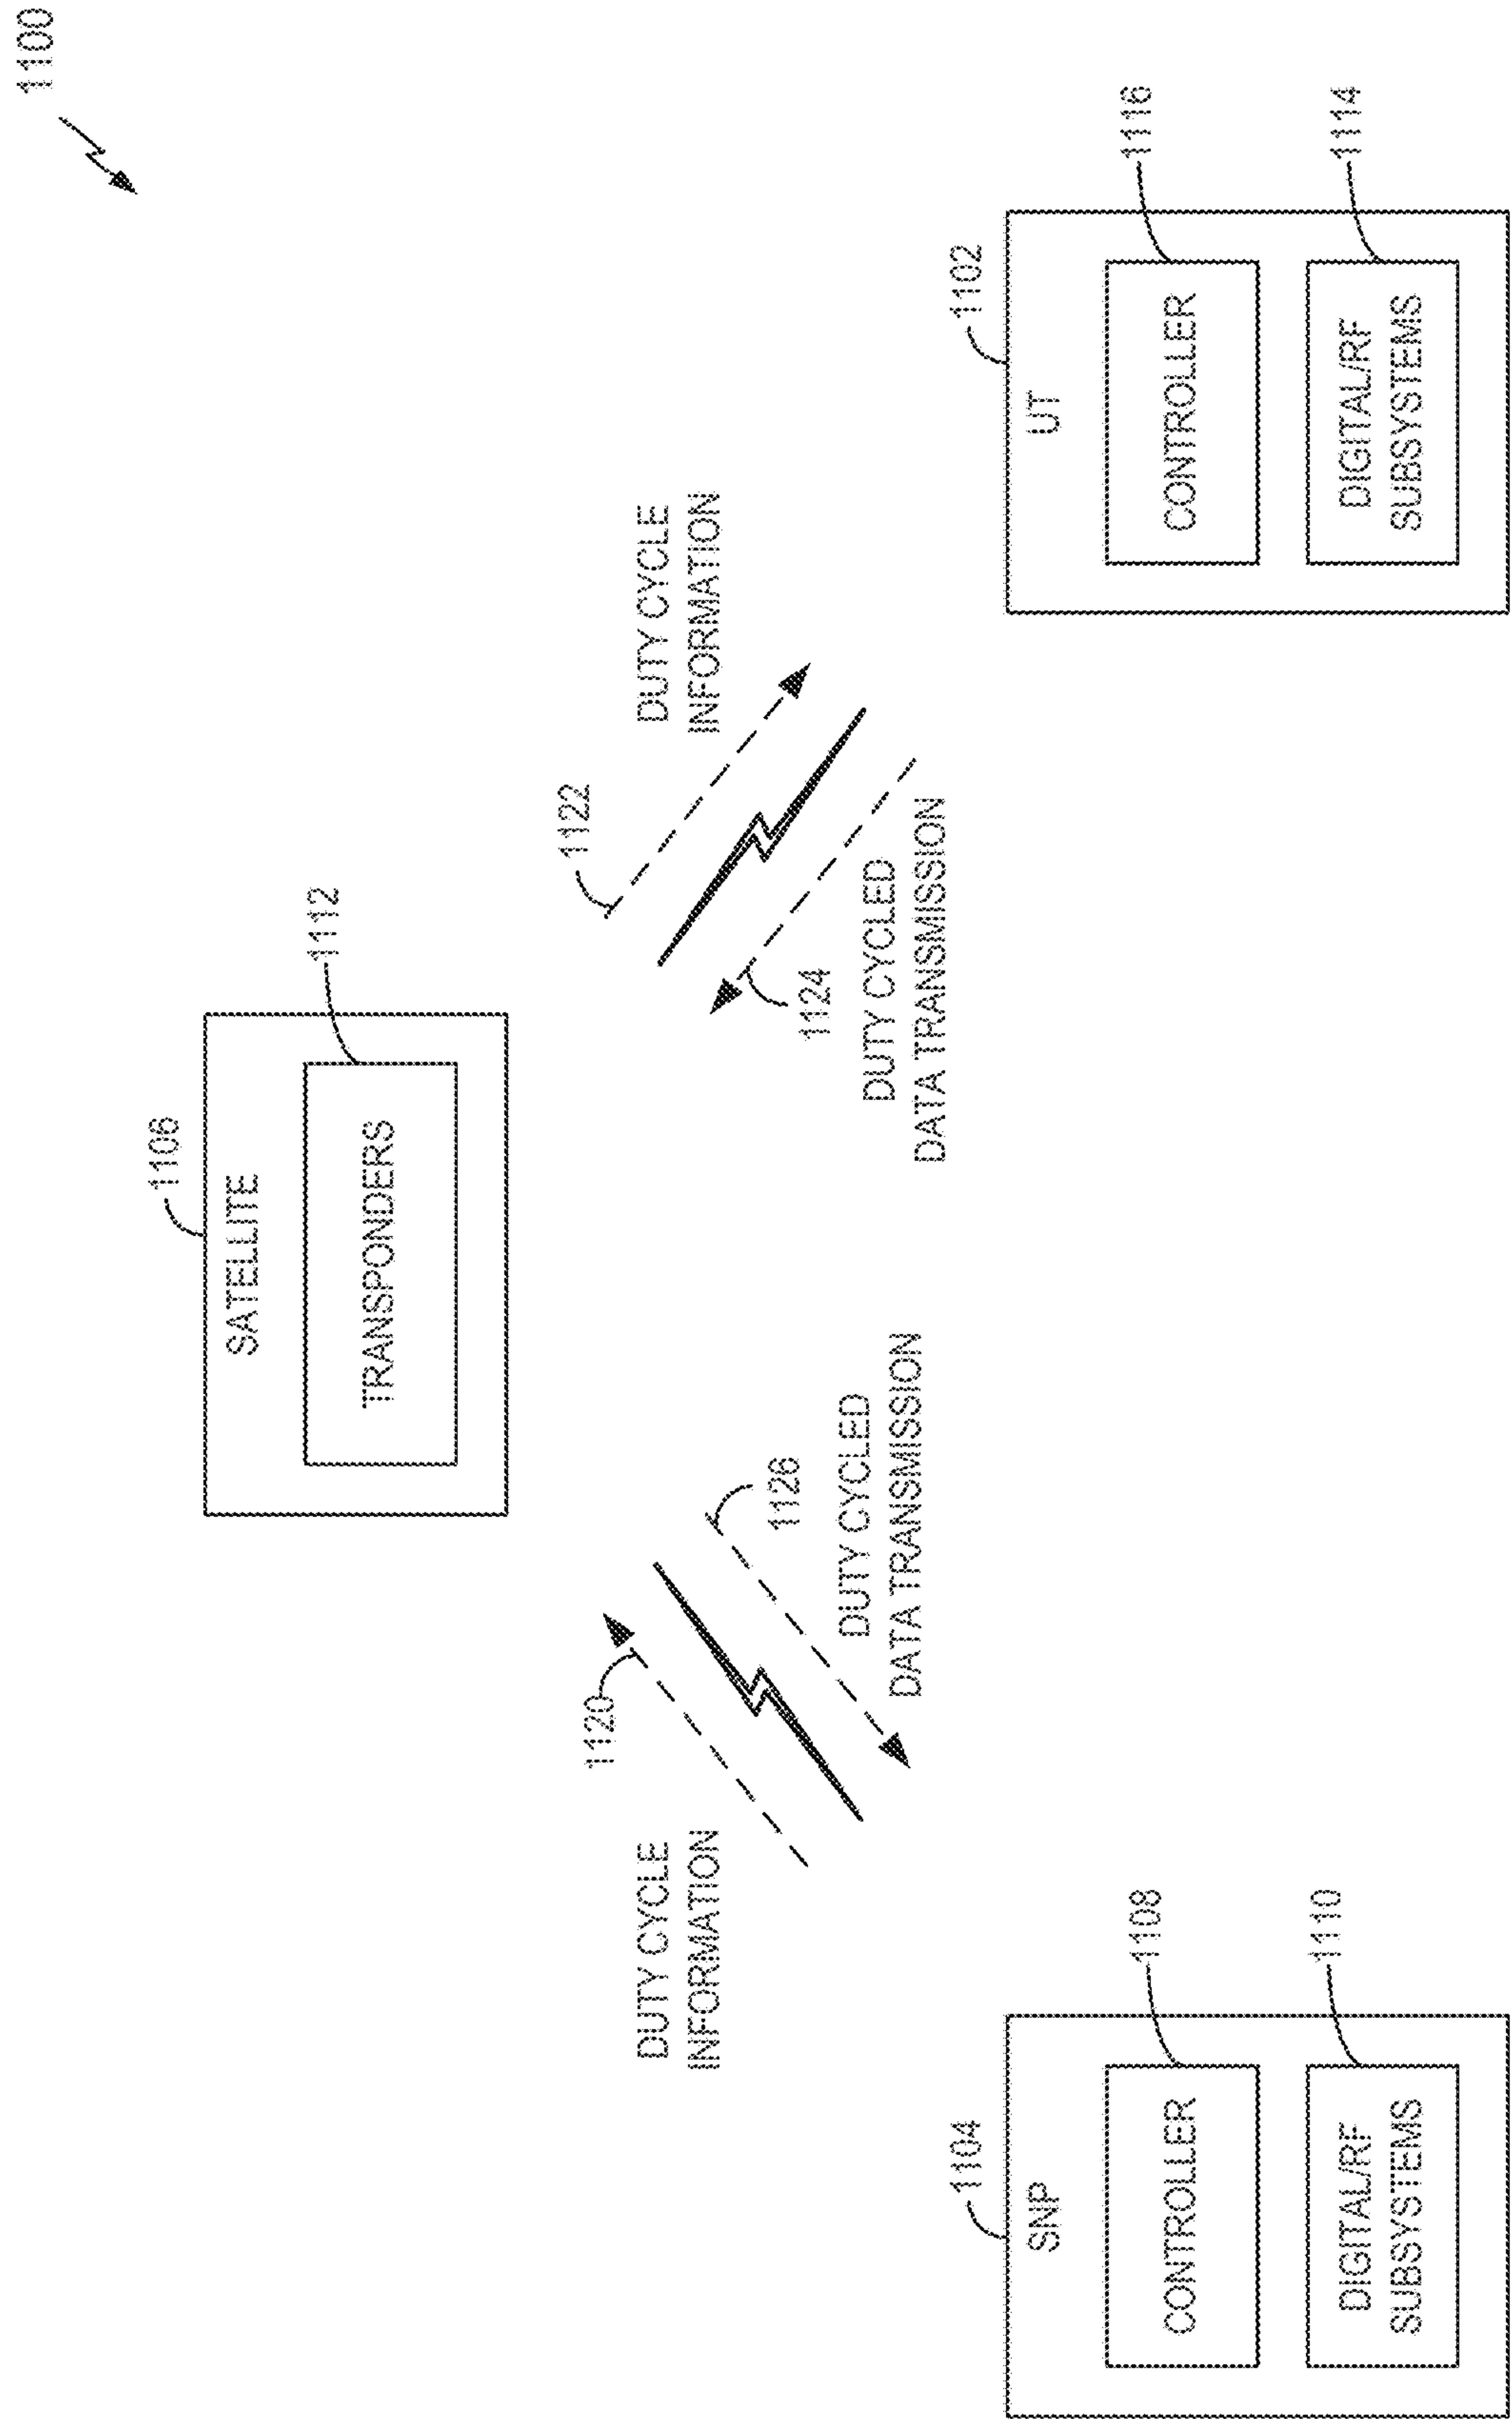 1100
1106
SATELLITE
1112
TRANSPONDERS
1120
DUTY CYCLE
INFORMATION
1126
DUTY CYCLED
DATA TRANSMISSION
1122
DUTY CYCLE
INFORMATION
1124
DUTY CYCLED
DATA TRANSMISSION
1104
SNP
1108
CONTROLLER
1110
DIGITAL/RF
SUBSYSTEMS
1102
UT
1116
CONTROLLER
1114
DIGITAL/RF
SUBSYSTEMS